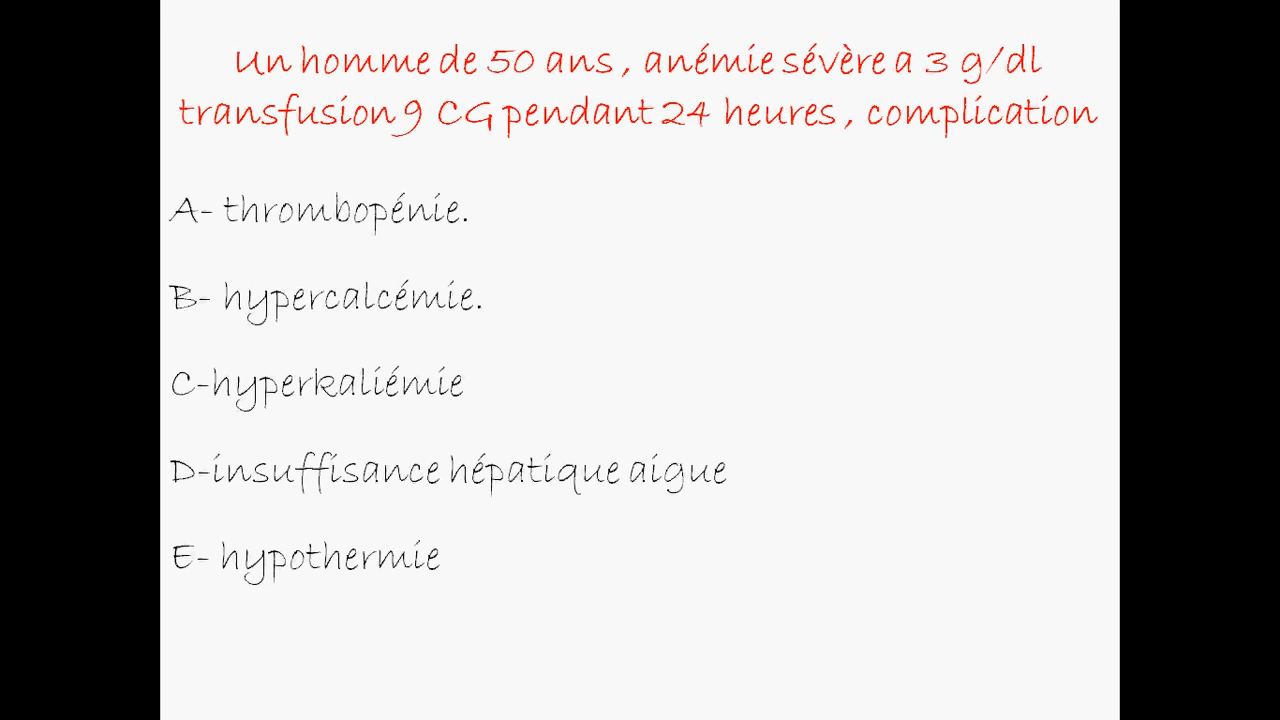 Un homme de 50 ans , anémie sévère a 3 g/dl
transfusion 9 CG pendant 24 heures , complication
A- thrombopénie.
B- hypercalcémie.
C-hyperkaliémie
D-insuffisance hépatique aigue
E- hypothermie